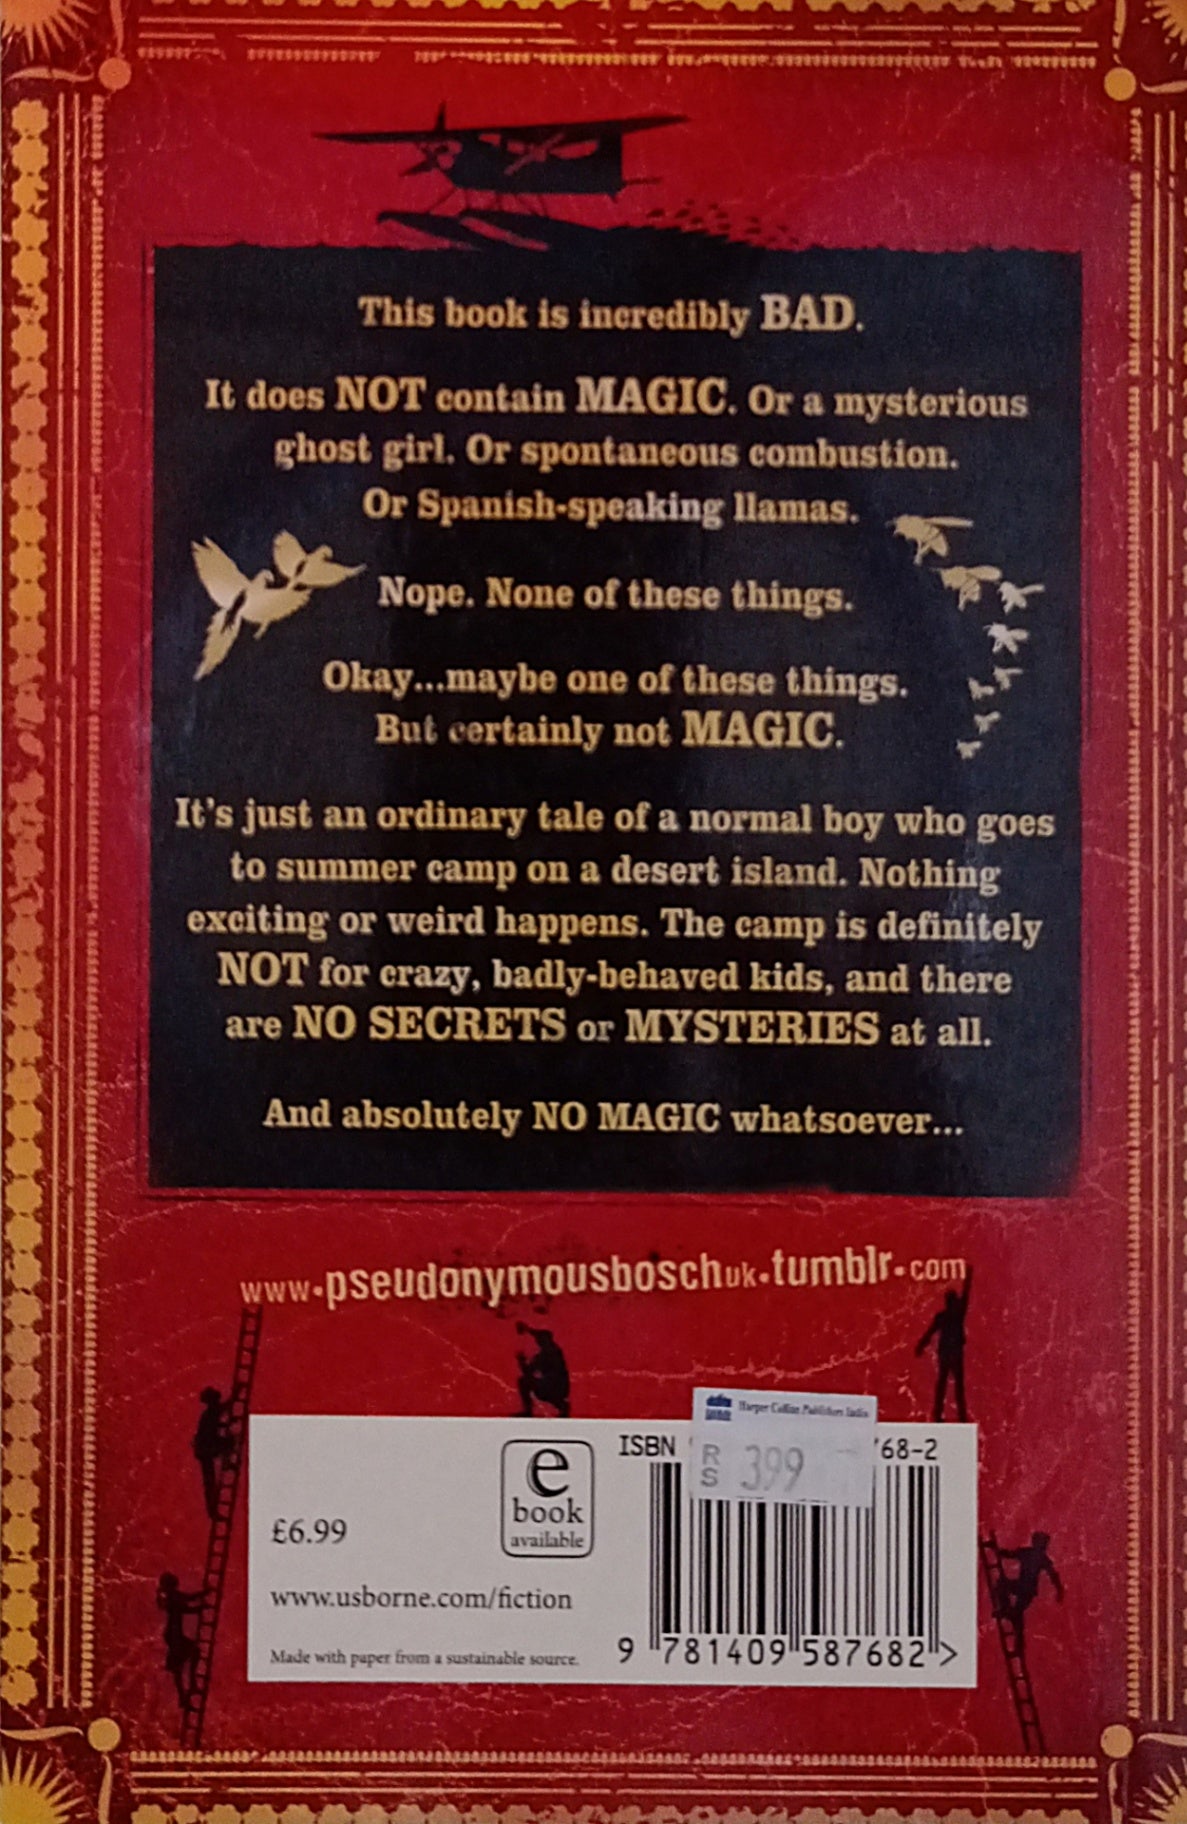 This book is incredibly BAD.
It does NOT contain MAGIC. Or a mysterious
ghost girl. Or spontaneous combustion.
Or Spanish-speaking llamas.
Nope. None of these things.
Okay...maybe one of these things.
But certainly not MAGIC.
It's just an ordinary tale of a normal boy who goes
to summer camp on a desert island. Nothing
exciting or weird happens. The camp is definitely
NOT for crazy, badly-behaved kids, and there
are NO SECRETS or MYSTERIES at all.
And absolutely NO MAGIC whatsoever...
www.pseudonymousboschuk.tumblr.com
Harper Collins Publishers India
RS 399
ISBN 68-2
e
book
available
£6.99
www.usborne.com/fiction
Made with paper from a sustainable source.
9 781409 587682 >